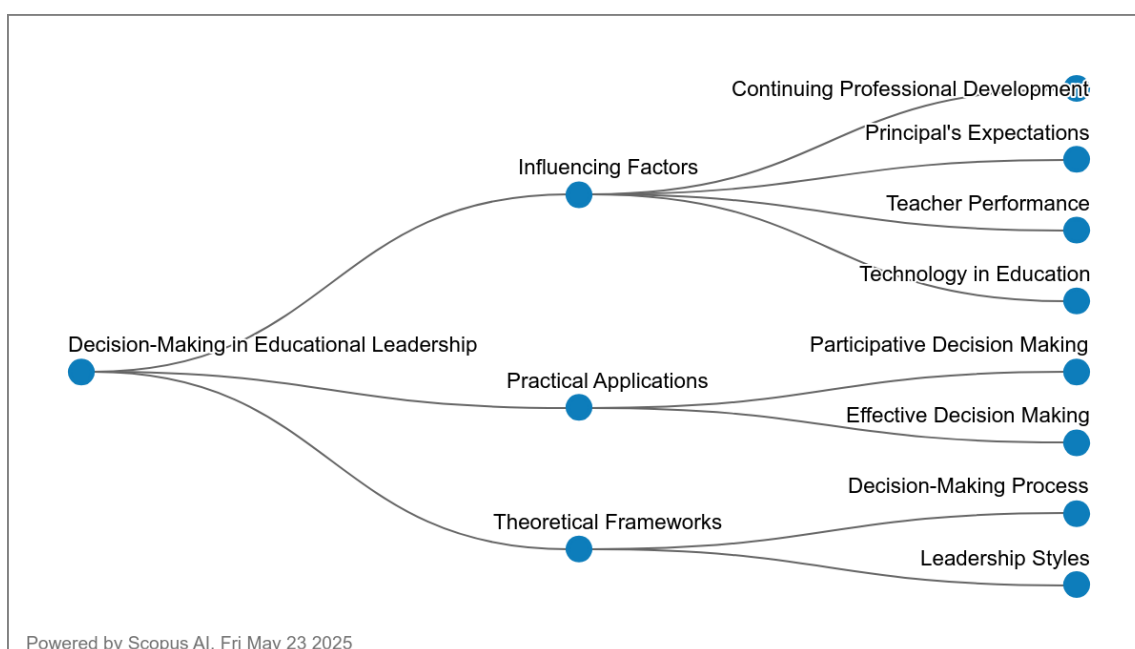 Continuing Professional Development
Principal's Expectations
Influencing Factors
Teacher Performance
Technology in Education
Decision-Making in Educational Leadership
Participative Decision Making
Practical Applications
Effective Decision Making
Decision-Making Process
Theoretical Frameworks
Leadership Styles
Powered by Scopus AI, Fri May 23 2025